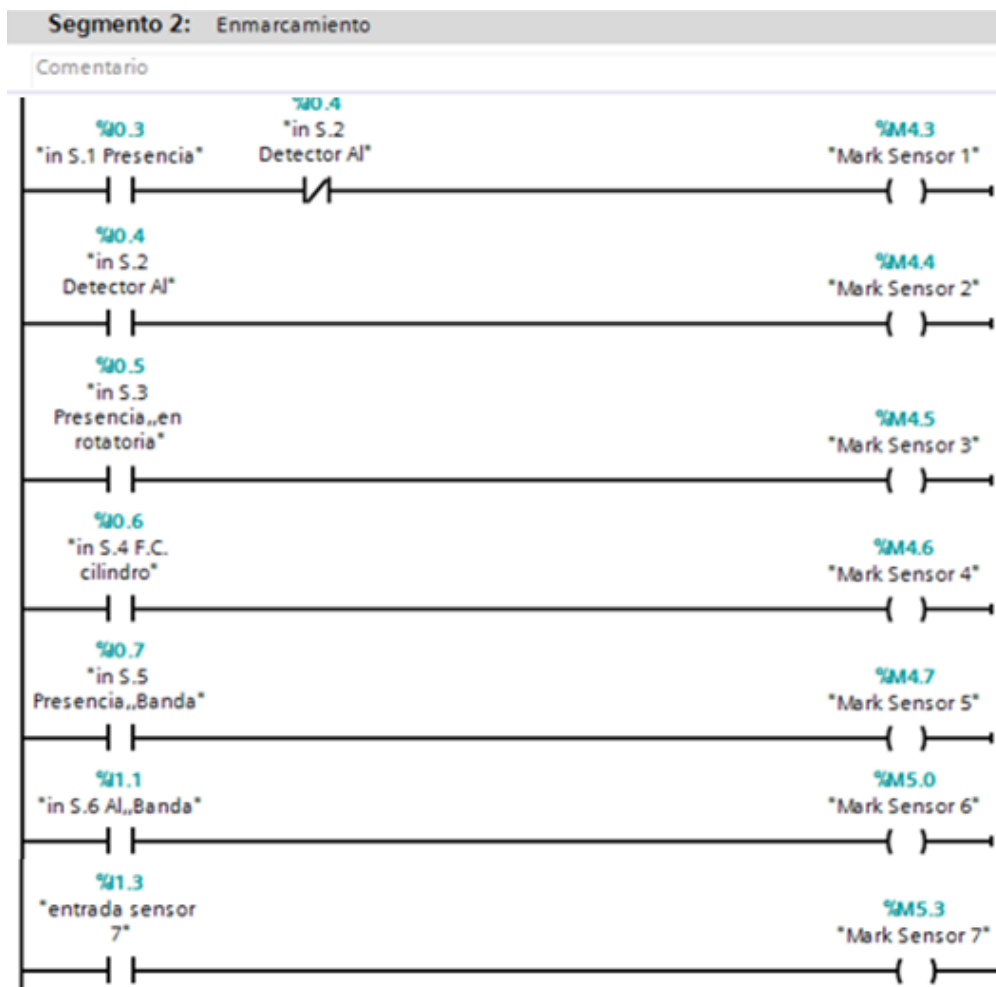 Segmento 2: Enmarcamiento
Comentario
%I0.3
"in S.1 Presencia"
%I0.4
"in S.2
Detector Al"
%M4.3
"Mark Sensor 1"
%I0.4
"in S.2
Detector Al"
%M4.4
"Mark Sensor 2"
%I0.5
"in S.3
Presencia,,en
rotatoria"
%M4.5
"Mark Sensor 3"
%I0.6
"in S.4 F.C.
cilindro"
%M4.6
"Mark Sensor 4"
%I0.7
"in S.5
Presencia,,Banda"
%M4.7
"Mark Sensor 5"
%I1.1
"in S.6 Al,,Banda"
%M5.0
"Mark Sensor 6"
%I1.3
"entrada sensor
7"
%M5.3
"Mark Sensor 7"